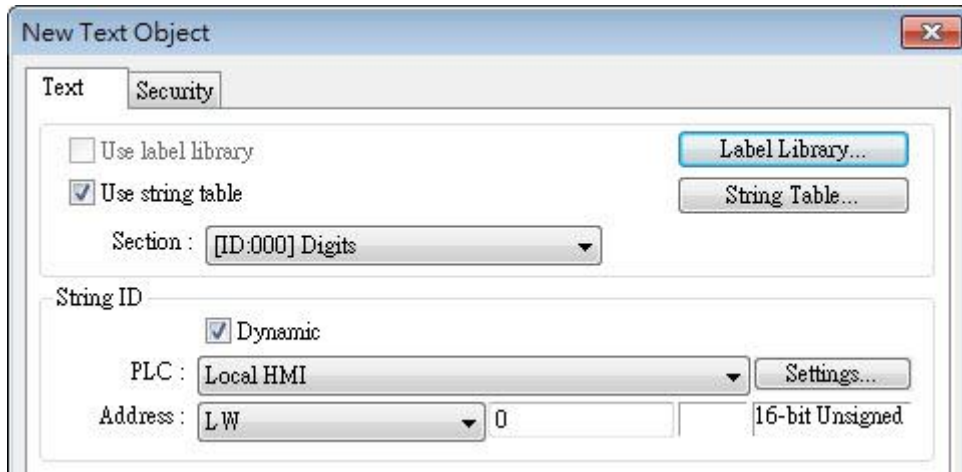 New Text Object
Text Security
Use label library Label Library...
Use string table String Table...
Section : [ID:000] Digits
String ID
Dynamic
PLC : Local HMI Settings...
Address : LW 0 16-bit Unsigned